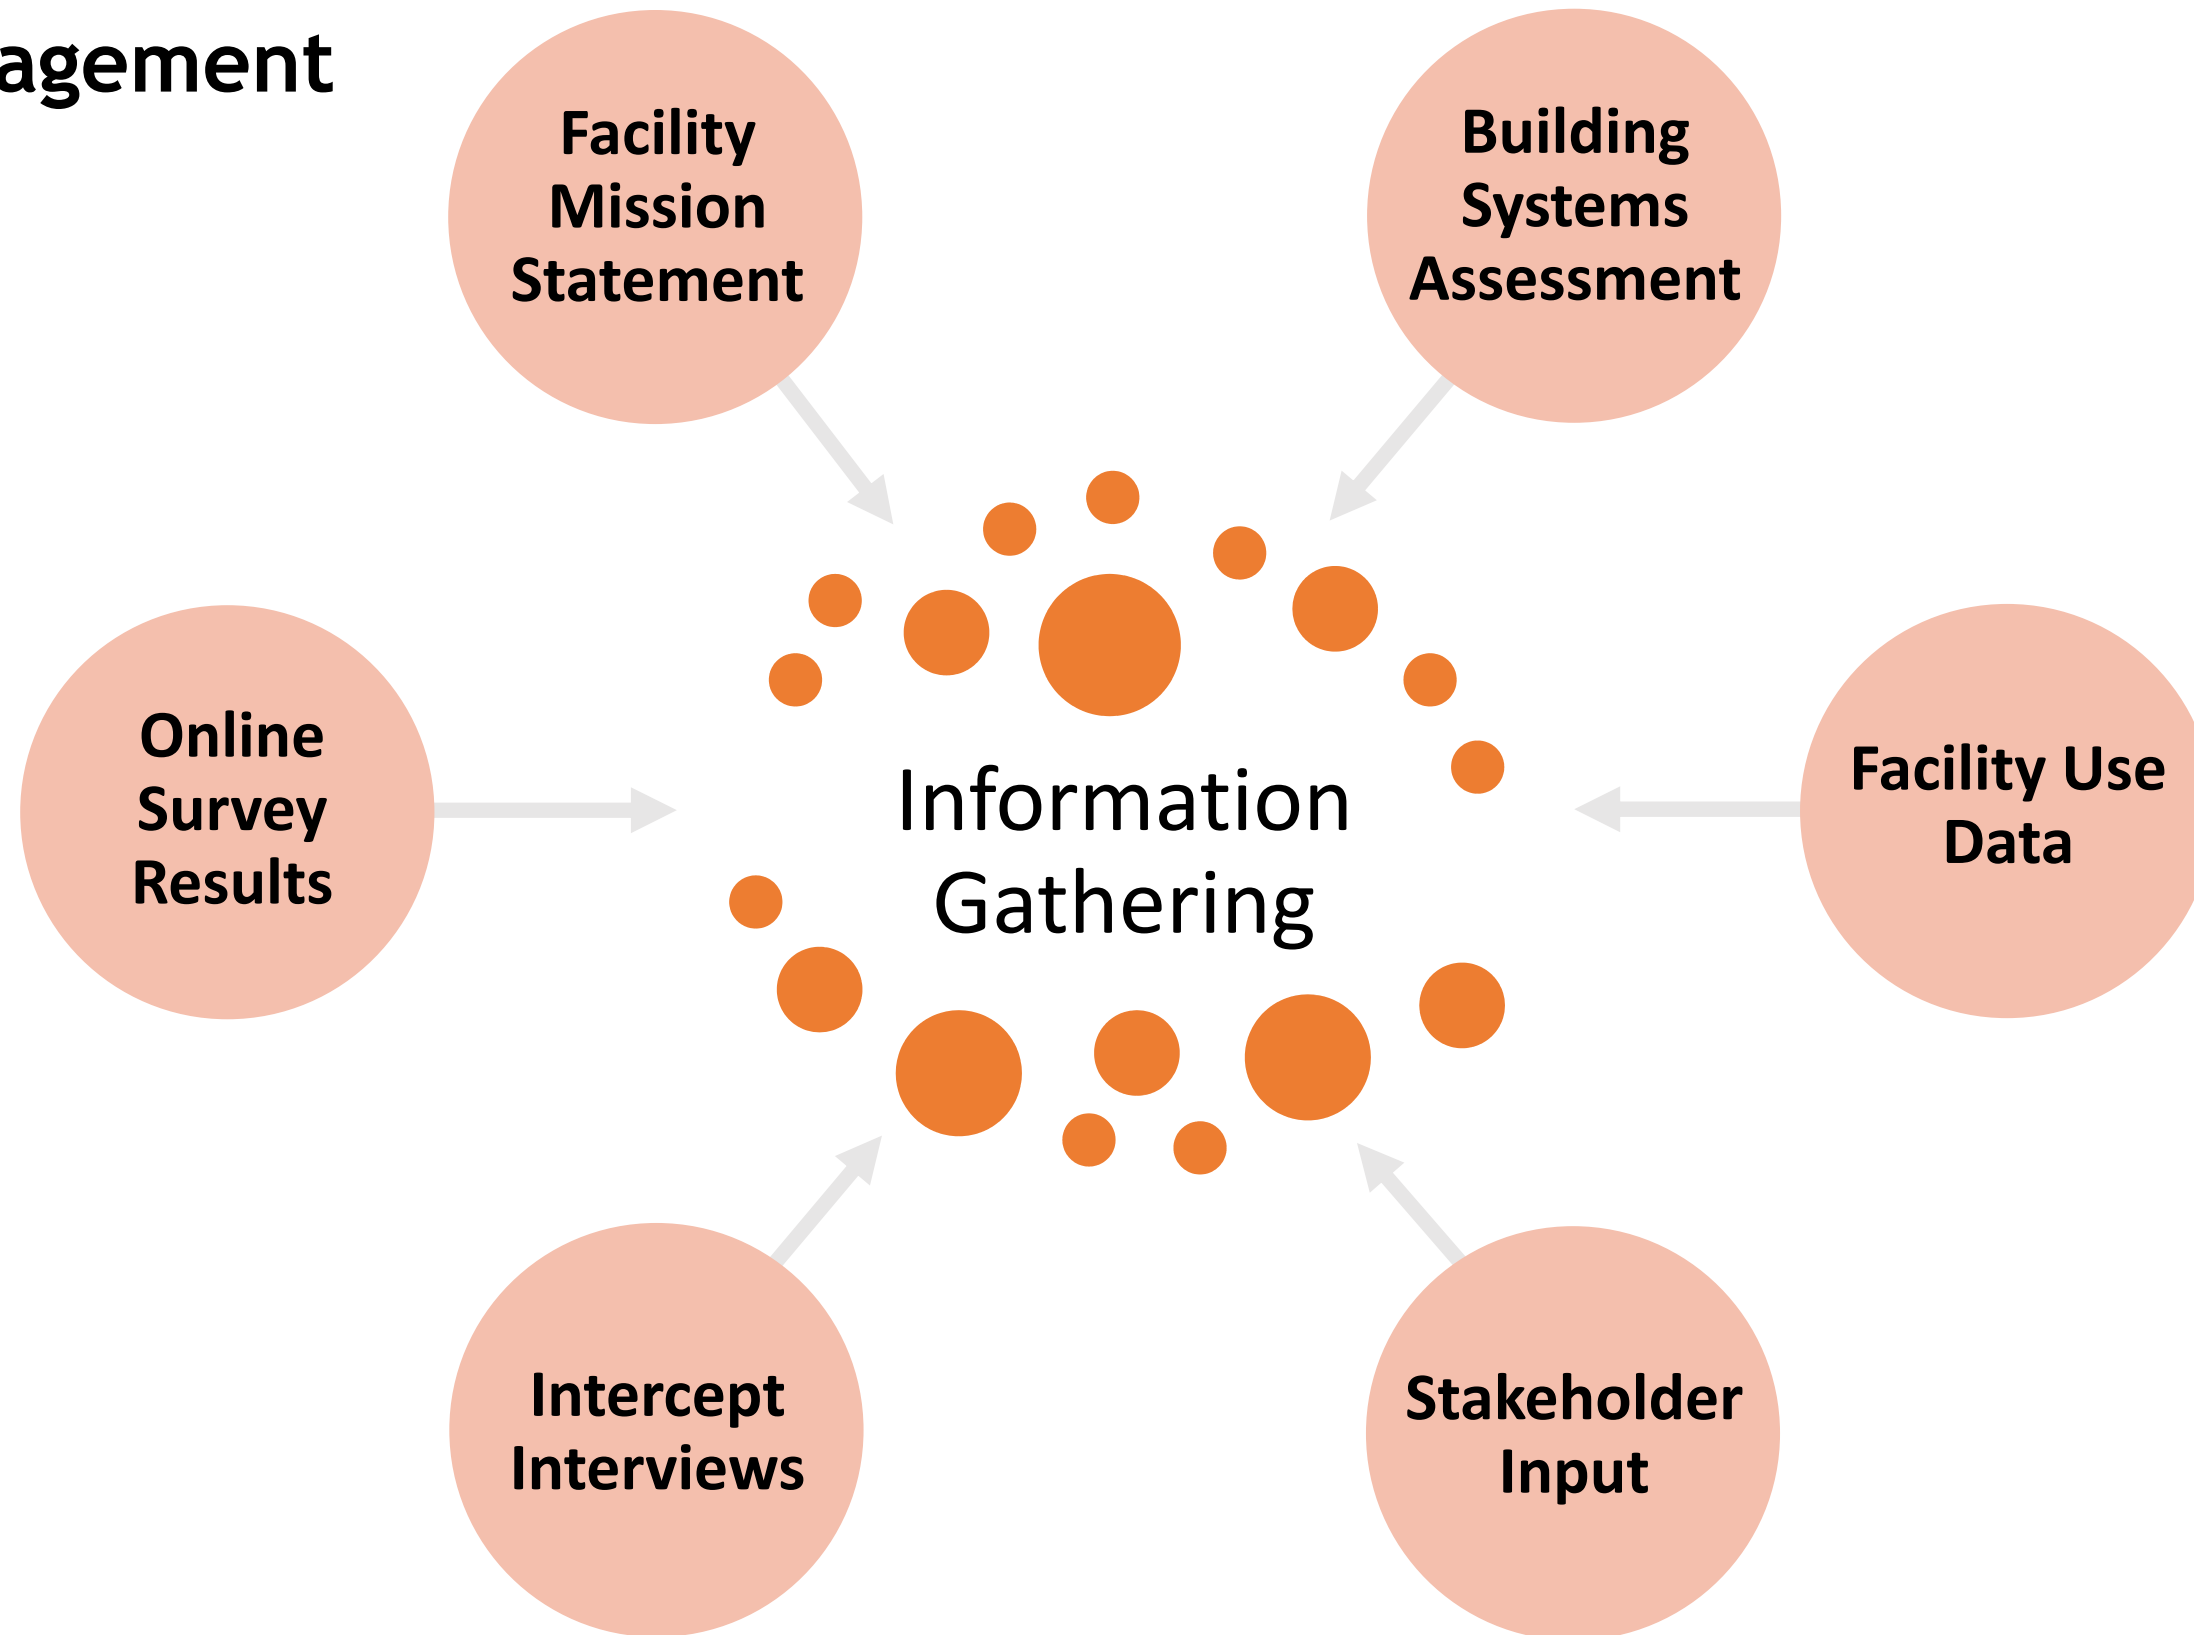 agement
Facility
Mission
Statement
Building
Systems
Assessment
Online
Survey
Results
Information
Gathering
Facility Use
Data
Intercept
Interviews
Stakeholder
Input